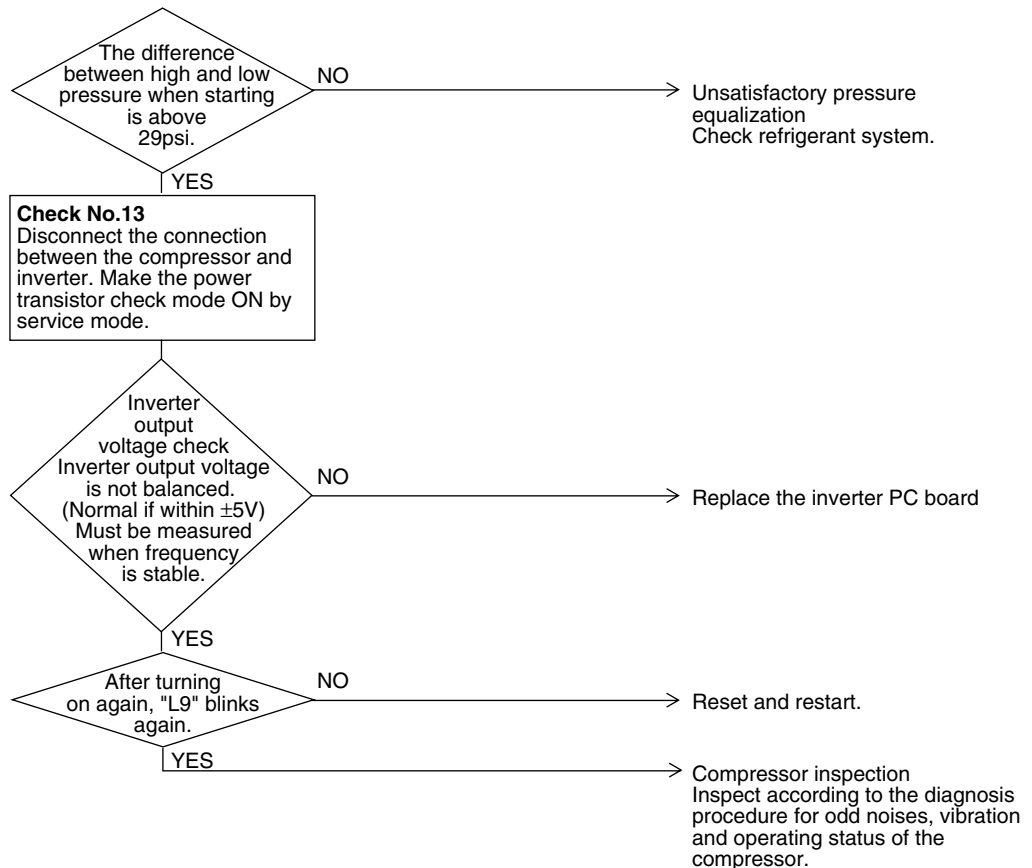 The difference
between high and low
pressure when starting
is above
29psi.
NO
Unsatisfactory pressure
equalization
Check refrigerant system.
YES
Check No.13
Disconnect the connection
between the compressor and
inverter. Make the power
transistor check mode ON by
service mode.
Inverter
output
voltage check
Inverter output voltage
is not balanced.
(Normal if within ±5V)
Must be measured
when frequency
is stable.
NO
Replace the inverter PC board
YES
After turning
on again, "L9" blinks
again.
NO
Reset and restart.
YES
Compressor inspection
Inspect according to the diagnosis
procedure for odd noises, vibration
and operating status of the
compressor.